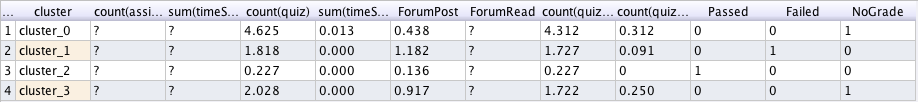 ... cluster count(assi... sum(timeS... count(quiz) sum(timeS... ForumPost ForumRead count(quiz... count(quiz... Passed Failed NoGrade
1 cluster_0 ? ? 4.625 0.013 0.438 ? 4.312 0.312 0 0 1
2 cluster_1 ? ? 1.818 0.000 1.182 ? 1.727 0.091 0 1 0
3 cluster_2 ? ? 0.227 0.000 0.136 ? 0.227 0 1 0 0
4 cluster_3 ? ? 2.028 0.000 0.917 ? 1.722 0.250 0 0 1